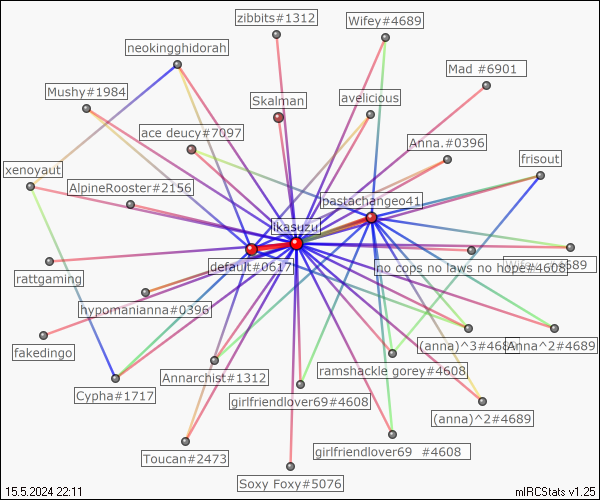 zibbits#1312
Wifey#4689
neokingghidorah
Mad #6901
Mushy#1984
Skalman
avelicious
ace deucy#7097
Anna.#0396
frisout
xenoyaut
AlpineRooster#2156
pastachangeo41
ikasuzu
default#0617
no cops no laws no hope#4608
rattgaming
hypomanianna#0396
fakedingo
(anna)^3#4689
Anna^2#4689
ramshackle gorey#4608
Annarchist#1312
Cypha#1717
girlfriendlover69#4608
(anna)^2#4689
girlfriendlover69 #4608
Toucan#2473
Soxy Foxy#5076
15.5.2024 22:11
mIRCStats v1.25